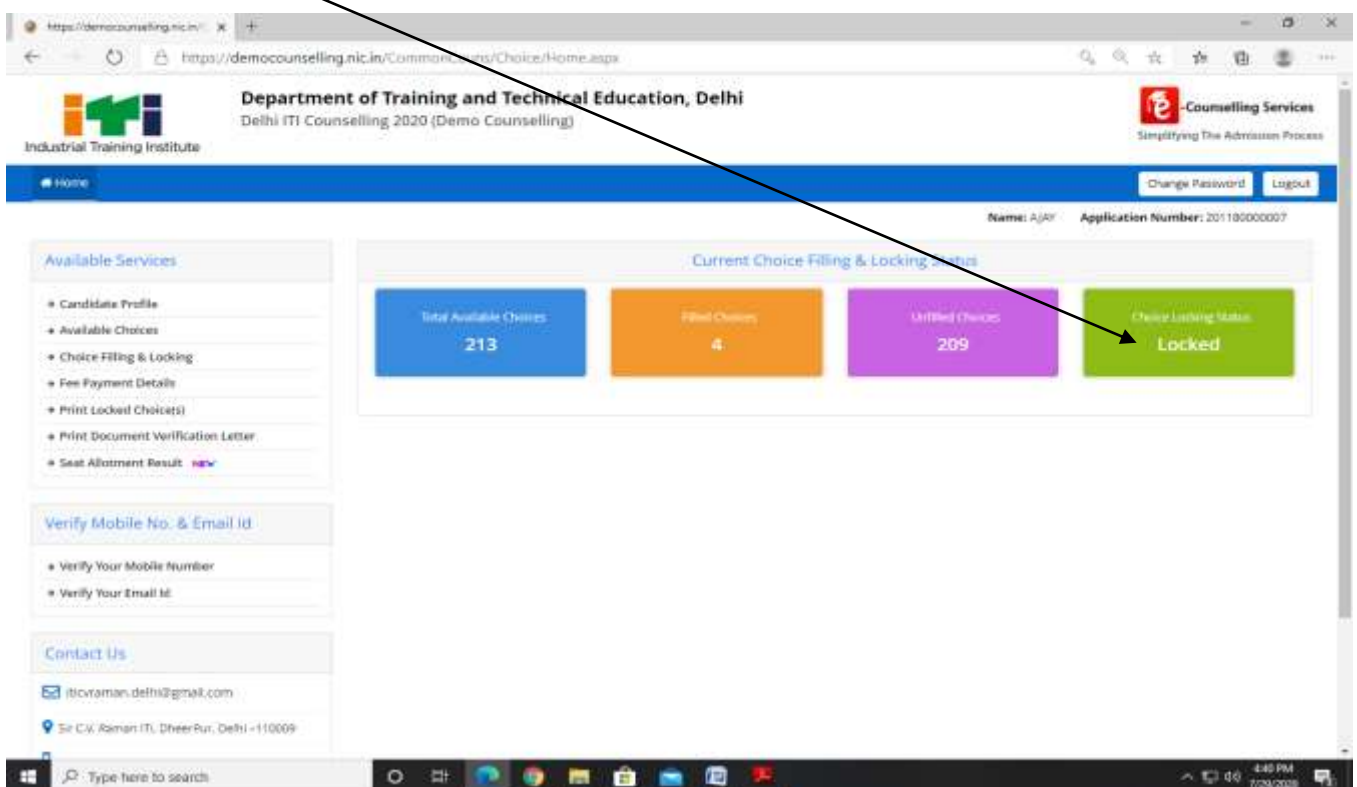 https://democounselling.nic.in/
https://democounselling.nic.in/CommonCouns/Choice/Home.aspx
Department of Training and Technical Education, Delhi
Delhi ITI Counselling 2020 (Demo Counselling)
iti
Industrial Training Institute
e -Counselling Services
Simplifying The Admission Process
Home
Change Password Logout
Name: AJAY Application Number: 201180000007
Available Services
Candidate Profile
Available Choices
Choice Filling & Locking
Fee Payment Details
Print Locked Choice(s)
Print Document Verification Letter
Seat Allotment Result NEW
Current Choice Filling & Locking Status
Total Available Choices
213
Filled Choices
4
Unfilled Choices
209
Choice Locking Status
Locked
Verify Mobile No. & Email Id
Verify Your Mobile Number
Verify Your Email Id
Contact Us
iticvraman.delhi@gmail.com
Sir C.V. Raman ITI, DheerPur, Delhi -110009
Type here to search
4:40 PM
7/29/2020